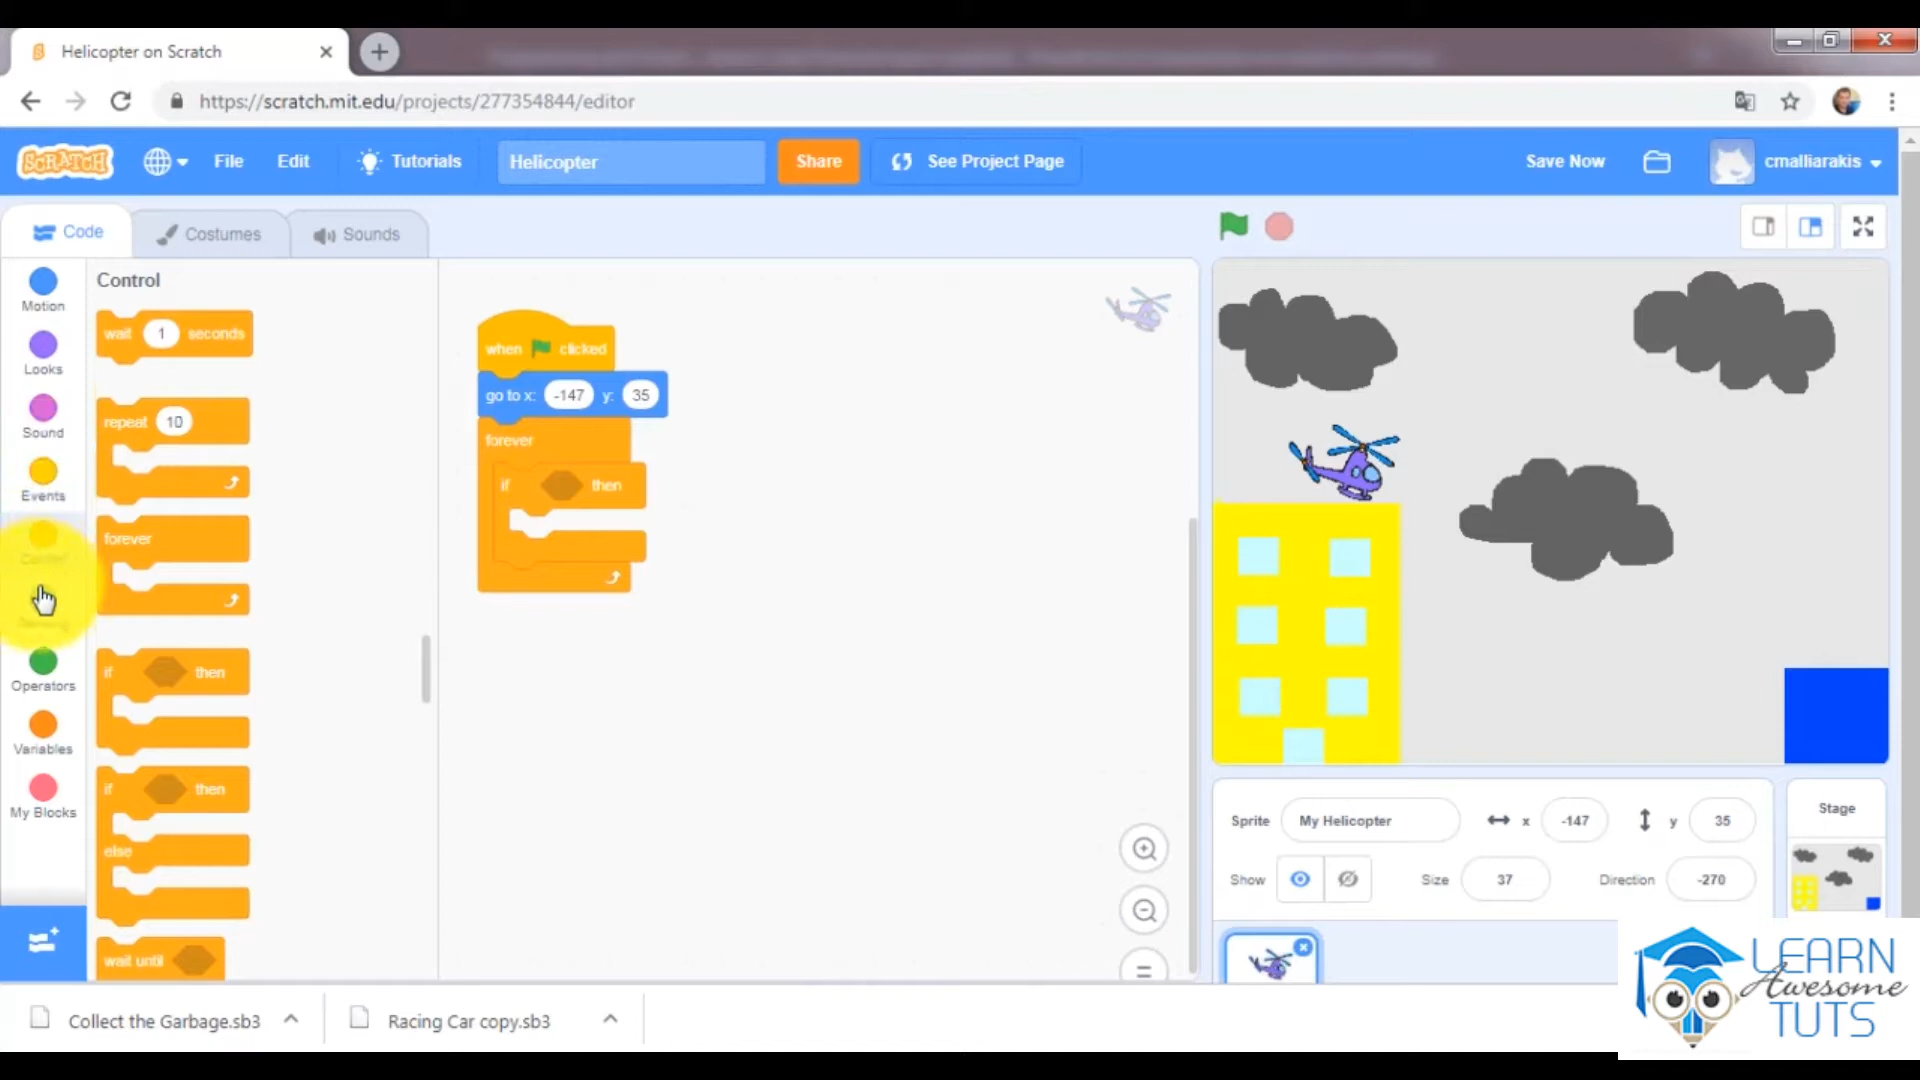 Helicopter on Scratch
https://scratch.mit.edu/projects/277354844/editor
SCRATCH
File
Edit
Tutorials
Helicopter
Share
See Project Page
Save Now
cmalliarakis
Code
Costumes
Sounds
Motion
Looks
Sound
Events
Control
Operators
Variables
My Blocks
Control
wait 1 seconds
repeat 10
forever
if then
if then
else
wait until
when clicked
go to x: -147 y: 35
forever
if then
Sprite My Helicopter x -147 y 35
Show Size 37 Direction -270
Stage
Collect the Garbage.sb3
Racing Car copy.sb3
LEARN
Awesome
TUTS